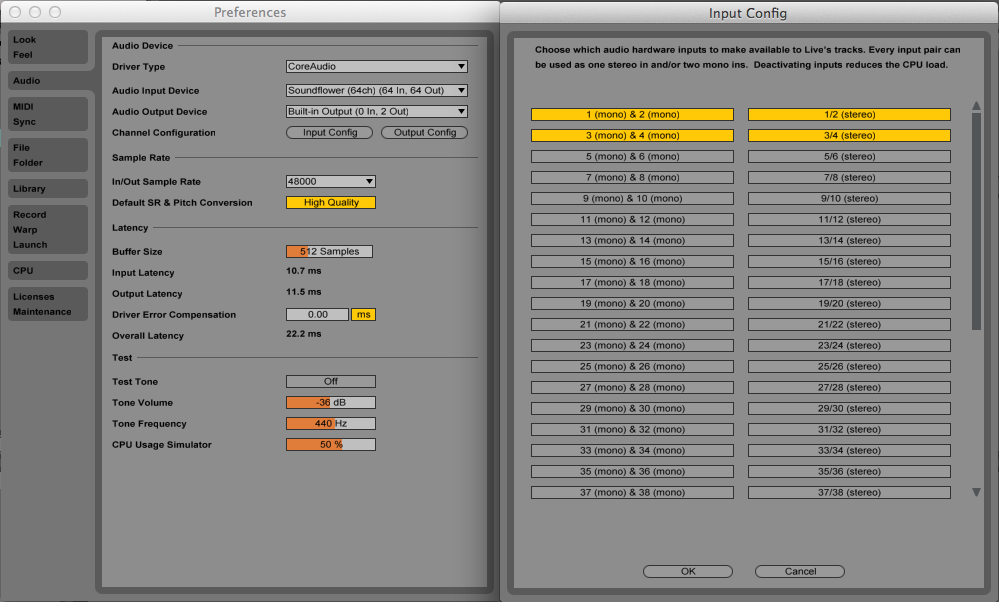 Preferences
Look
Feel
Audio
MIDI
Sync
File
Folder
Library
Record
Warp
Launch
CPU
Licenses
Maintenance
Audio Device
Driver Type CoreAudio
Audio Input Device Soundflower (64ch) (64 In, 64 Out)
Audio Output Device Built-in Output (0 In, 2 Out)
Channel Configuration Input Config Output Config
Sample Rate
In/Out Sample Rate 48000
Default SR & Pitch Conversion High Quality
Latency
Buffer Size 512 Samples
Input Latency 10.7 ms
Output Latency 11.5 ms
Driver Error Compensation 0.00 ms
Overall Latency 22.2 ms
Test
Test Tone Off
Tone Volume -36 dB
Tone Frequency 440 Hz
CPU Usage Simulator 50 %
Input Config
Choose which audio hardware inputs to make available to Live's tracks. Every input pair can
be used as one stereo in and/or two mono ins. Deactivating inputs reduces the CPU load.
1 (mono) & 2 (mono) 1/2 (stereo)
3 (mono) & 4 (mono) 3/4 (stereo)
5 (mono) & 6 (mono) 5/6 (stereo)
7 (mono) & 8 (mono) 7/8 (stereo)
9 (mono) & 10 (mono) 9/10 (stereo)
11 (mono) & 12 (mono) 11/12 (stereo)
13 (mono) & 14 (mono) 13/14 (stereo)
15 (mono) & 16 (mono) 15/16 (stereo)
17 (mono) & 18 (mono) 17/18 (stereo)
19 (mono) & 20 (mono) 19/20 (stereo)
21 (mono) & 22 (mono) 21/22 (stereo)
23 (mono) & 24 (mono) 23/24 (stereo)
25 (mono) & 26 (mono) 25/26 (stereo)
27 (mono) & 28 (mono) 27/28 (stereo)
29 (mono) & 30 (mono) 29/30 (stereo)
31 (mono) & 32 (mono) 31/32 (stereo)
33 (mono) & 34 (mono) 33/34 (stereo)
35 (mono) & 36 (mono) 35/36 (stereo)
37 (mono) & 38 (mono) 37/38 (stereo)
OK Cancel